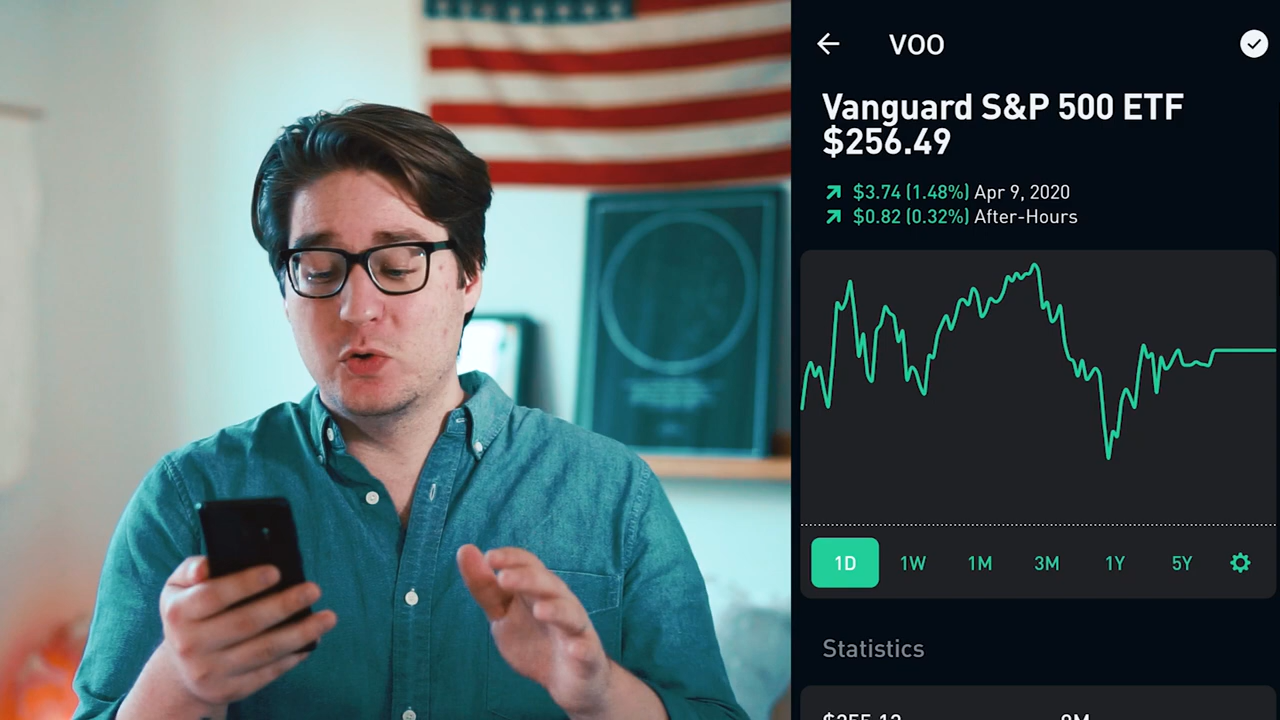 VOO
Vanguard S&P 500 ETF
$256.49
$3.74 (1.48%) Apr 9, 2020
$0.82 (0.32%) After-Hours
1D 1W 1M 3M 1Y 5Y
Statistics